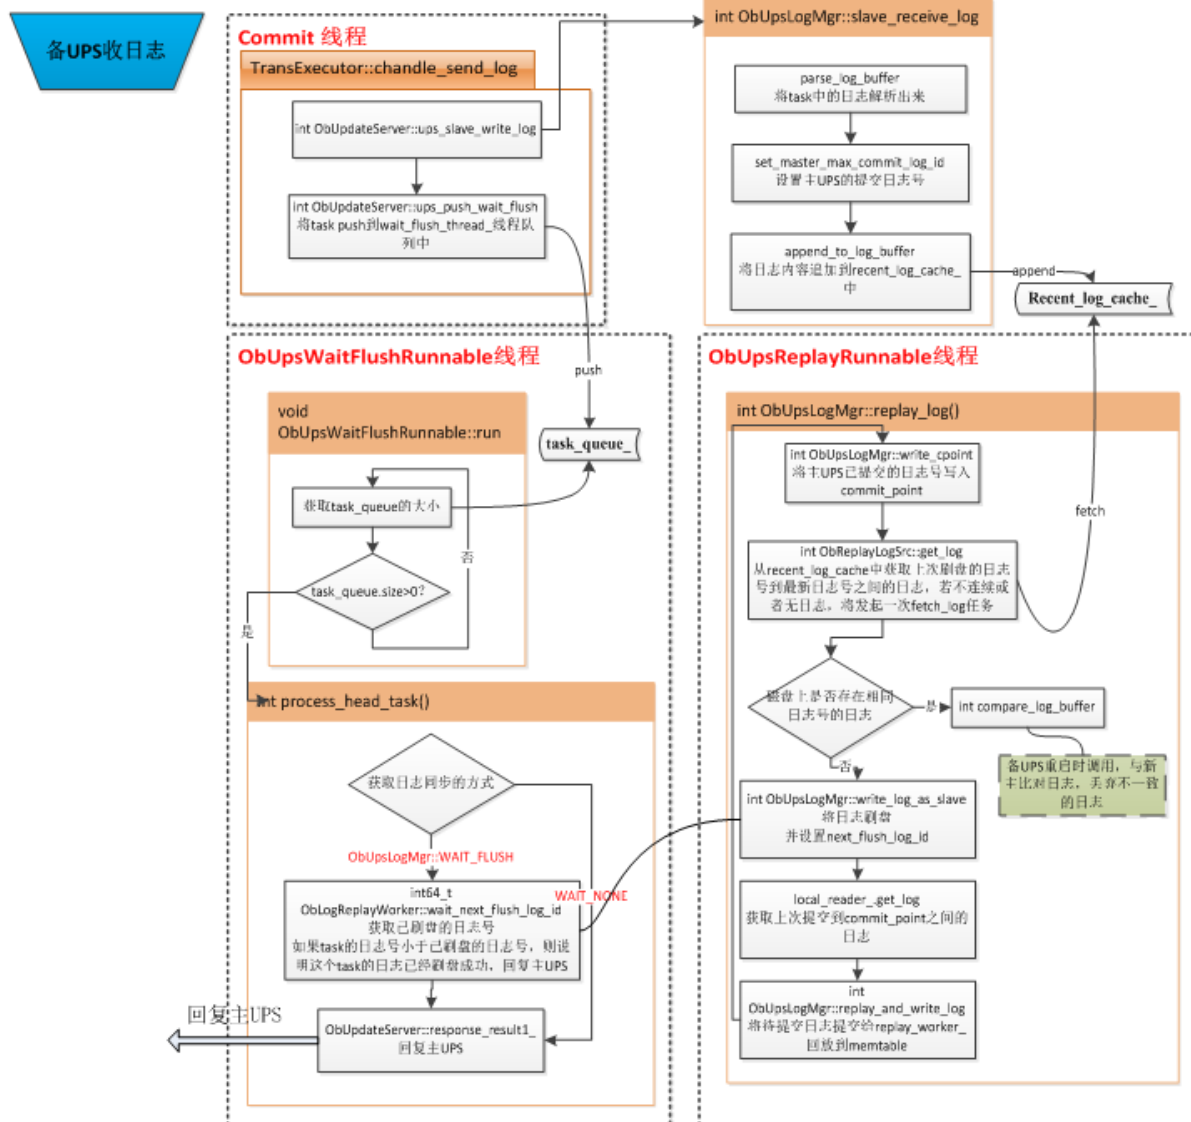 备UPS收日志
Commit 线程
TransExecutor::chandle_send_log
int ObUpdateServer::ups_slave_write_log
int ObUpdateServer::ups_push_wait_flush
将task push到wait_flush_thread_线程队
列中
int ObUpsLogMgr::slave_receive_log
parse_log_buffer
将task中的日志解析出来
set_master_max_commit_log_id
设置主UPS的提交日志号
append_to_log_buffer
将日志内容追加到recent_log_cache_
中
append
Recent_log_cache_
ObUpsWaitFlushRunnable线程
push
void
ObUpsWaitFlushRunnable::run
task_queue_
获取task_queue的大小
否
task_queue.size>0?
是
int process_head_task()
获取日志同步的方式
ObUpsLogMgr::WAIT_FLUSH
WAIT_NONE
int64_t
ObLogReplayWorker::wait_next_flush_log_id
获取已刷盘的日志号
如果task的日志号小于已刷盘的日志号，则说
明这个task的日志已经刷盘成功，回复主UPS
回复主UPS
ObUpdateServer::response_result1_
回复主UPS
ObUpsReplayRunnable线程
int ObUpsLogMgr::replay_log()
int ObUpsLogMgr::write_cpoint
将主UPS已提交的日志号写入
commit_point
fetch
int ObReplayLogSrc::get_log
从recent_log_cache中获取上次刷盘的日志
号到最新日志号之间的日志，若不连续或
者无日志。将发起一次fetch_log任务
磁盘上是否存在相同
日志号的日志
是
int compare_log_buffer
备UPS重启时调用，与新
主比对日志，丢弃不一致
的日志
否
int ObUpsLogMgr::write_log_as_slave
将日志刷盘
并设置next_flush_log_id
local_reader_.get_log
获取上次提交到commit_point之间的
日志
int
ObUpsLogMgr::replay_and_write_log
将待提交日志提交给replay_worker_
回放到memtable